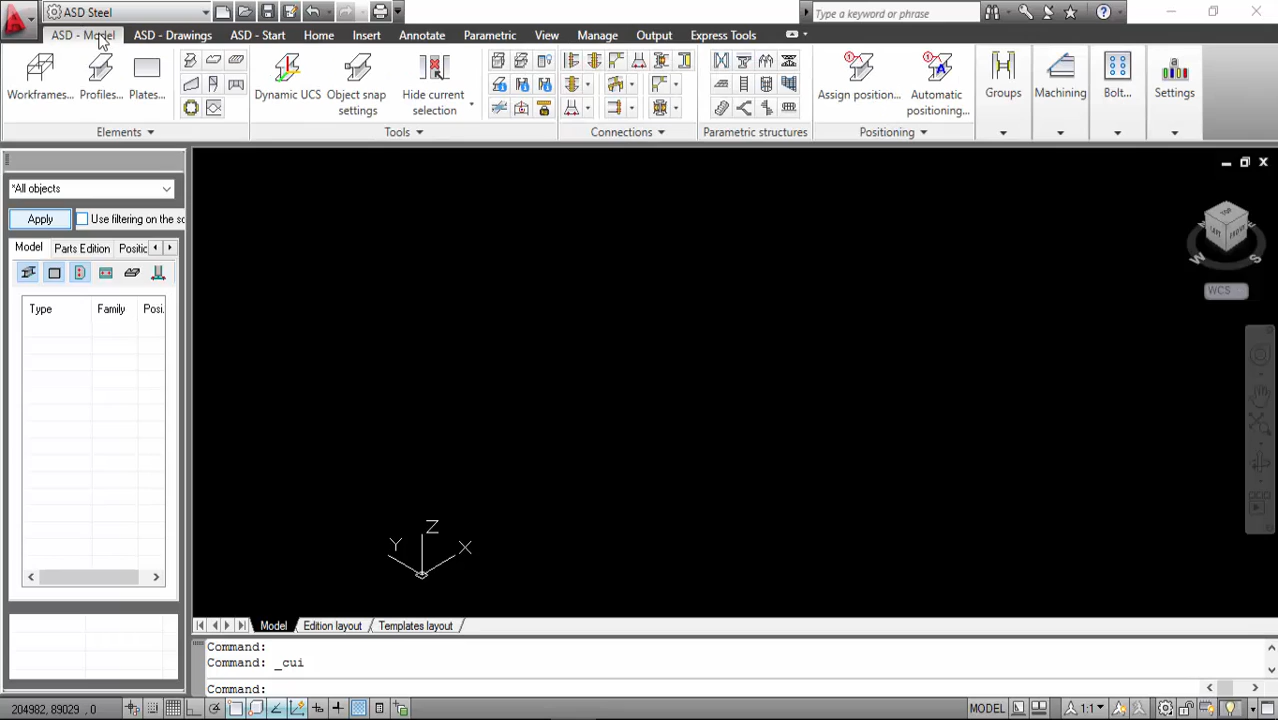 ASD Steel
Type a keyword or phrase
ASD - Model ASD - Drawings ASD - Start Home Insert Annotate Parametric View Manage Output Express Tools
Workframes... Profiles... Plates... Dynamic UCS Object snap settings Hide current selection Assign position... Automatic positioning... Groups Machining Bolt... Settings
Elements Tools Connections Parametric structures Positioning
*All objects
Apply Use filtering on the sc
Model Parts Edition Positic
Type Family Posi.
TOP LEFT FRONT
W S
WCS
Z
Y X
Model Edition layout Templates layout
Command:
Command: _cui
Command:
204982, 89029 , 0 MODEL 1:1